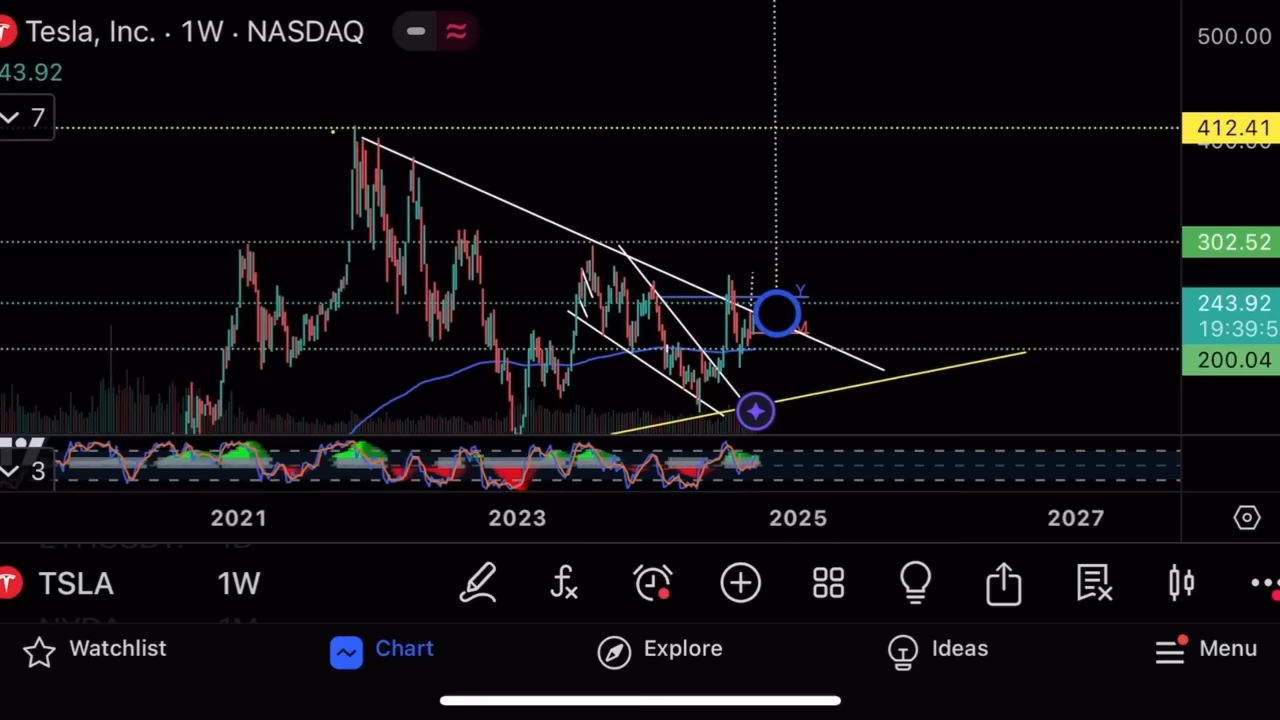 Tesla, Inc. · 1W · NASDAQ
43.92
7
500.00
412.41
302.52
243.92
19:39:5
200.04
Y
M
3
2021 2023 2025 2027
TSLA 1W
Watchlist Chart Explore Ideas Menu